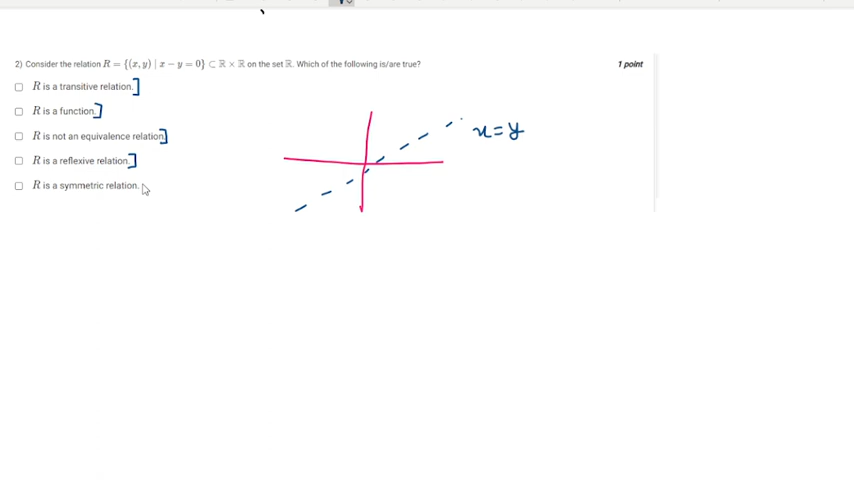 2) Consider the relation R = {(x, y) | x − y = 0} ⊂ ℝ × ℝ on the set ℝ. Which of the following is/are true?
1 point
R is a transitive relation.
R is a function.
R is not an equivalence relation.
R is a reflexive relation.
R is a symmetric relation.
x = y